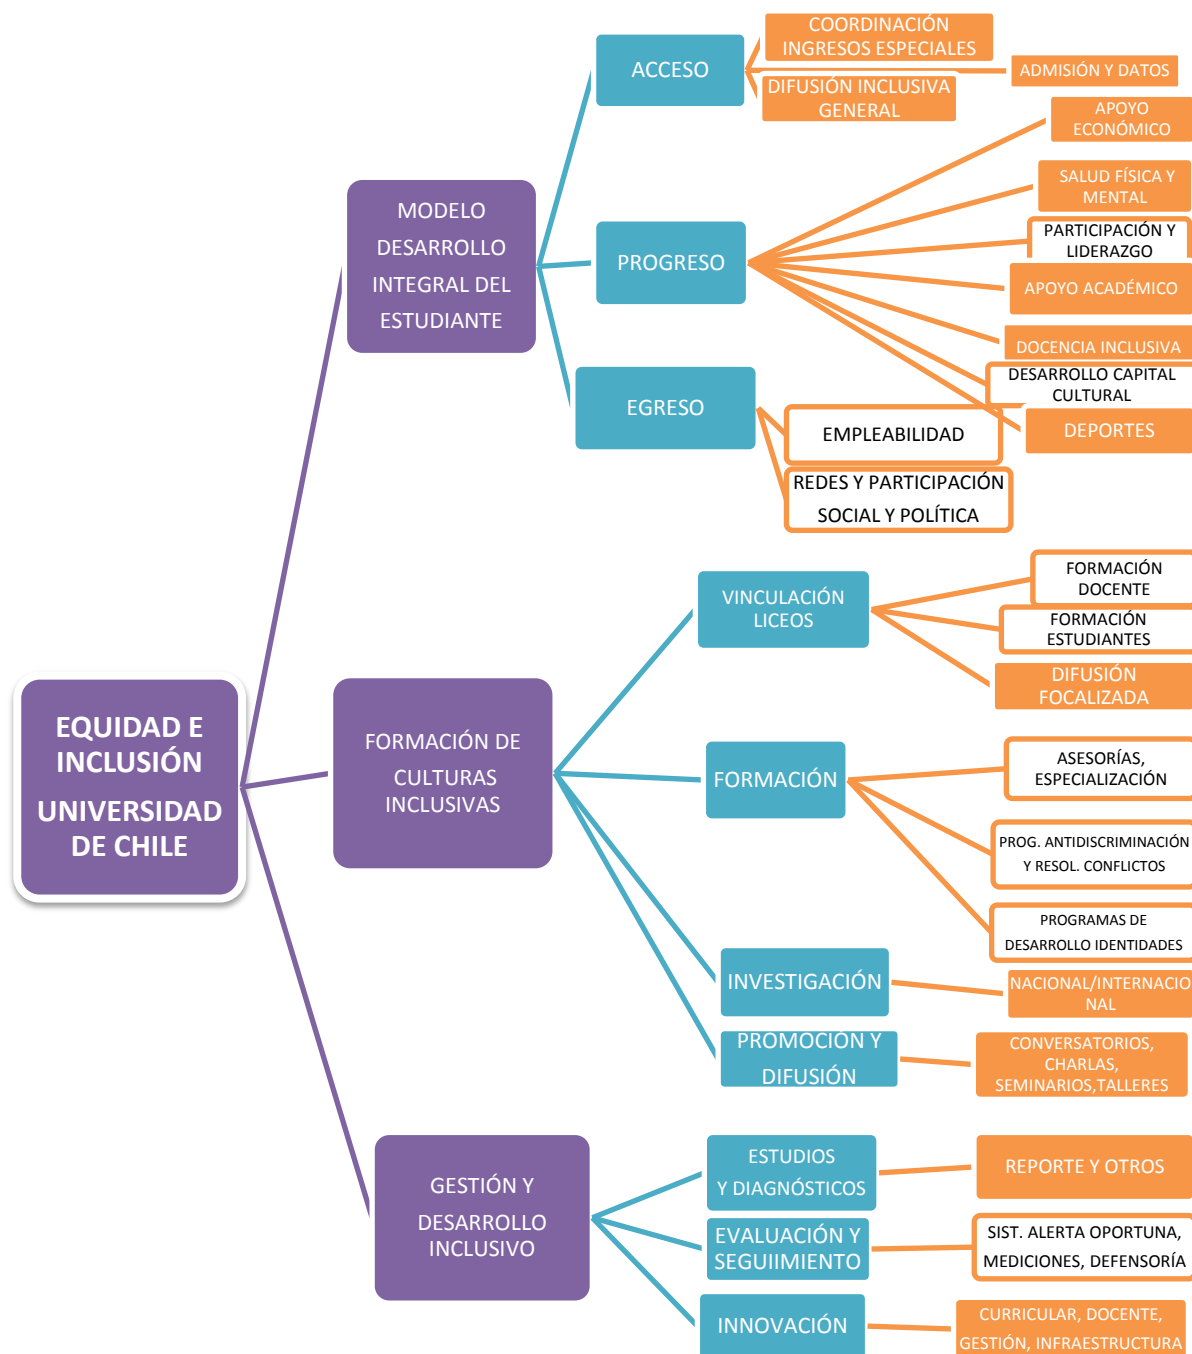 EQUIDAD E
INCLUSIÓN
UNIVERSIDAD
DE CHILE
MODELO
DESARROLLO
INTEGRAL DEL
ESTUDIANTE
ACCESO
COORDINACIÓN
INGRESOS ESPECIALES
ADMISIÓN Y DATOS
DIFUSIÓN INCLUSIVA
GENERAL
PROGRESO
APOYO
ECONÓMICO
SALUD FÍSICA Y
MENTAL
PARTICIPACIÓN Y
LIDERAZGO
APOYO ACADÉMICO
DOCENCIA INCLUSIVA
DESARROLLO CAPITAL
CULTURAL
DEPORTES
EGRESO
EMPLEABILIDAD
REDES Y PARTICIPACIÓN
SOCIAL Y POLÍTICA
FORMACIÓN DE
CULTURAS
INCLUSIVAS
VINCULACIÓN
LICEOS
FORMACIÓN
DOCENTE
FORMACIÓN
ESTUDIANTES
DIFUSIÓN
FOCALIZADA
FORMACIÓN
ASESORÍAS,
ESPECIALIZACIÓN
PROG. ANTIDISCRIMINACIÓN
Y RESOL. CONFLICTOS
PROGRAMAS DE
DESARROLLO IDENTIDADES
INVESTIGACIÓN
NACIONAL/INTERNACIO
NAL
PROMOCIÓN Y
DIFUSIÓN
CONVERSATORIOS,
CHARLAS,
SEMINARIOS,TALLERES
GESTIÓN Y
DESARROLLO
INCLUSIVO
ESTUDIOS
Y DIAGNÓSTICOS
REPORTE Y OTROS
EVALUACIÓN Y
SEGUIIMIENTO
SIST. ALERTA OPORTUNA,
MEDICIONES, DEFENSORÍA
INNOVACIÓN
CURRICULAR, DOCENTE,
GESTIÓN, INFRAESTRUCTURA